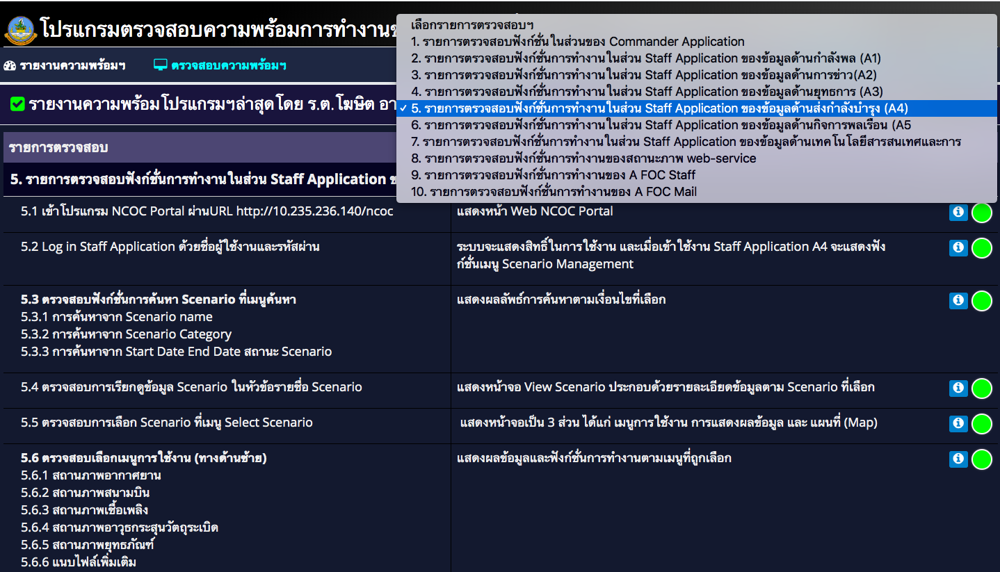 โปรแกรมตรวจสอบความพร้อมการทำงานข
รายงานความพร้อมฯ
ตรวจสอบความพร้อมฯ
รายงานความพร้อมโปรแกรมฯล่าสุดโดย ร.ต.โฆษิต อา
เลือกรายการตรวจสอบฯ
1. รายการตรวจสอบฟังก์ชั่นในส่วนของ Commander Application
2. รายการตรวจสอบฟังก์ชั่นการทำงานในส่วน Staff Application ของข้อมูลด้านกำลังพล (A1)
3. รายการตรวจสอบฟังก์ชั่นการทำงานในส่วน Staff Application ของข้อมูลด้านการข่าว(A2)
4. รายการตรวจสอบฟังก์ชั่นการทำงานในส่วน Staff Application ของข้อมูลด้านยุทธการ (A3)
✓ 5. รายการตรวจสอบฟังก์ชั่นการทำงานในส่วน Staff Application ของข้อมูลด้านส่งกำลังบำรุง (A4)
6. รายการตรวจสอบฟังก์ชั่นการทำงานในส่วน Staff Application ของข้อมูลด้านกิจการพลเรือน (A5
7. รายการตรวจสอบฟังก์ชั่นการทำงานในส่วน Staff Application ของข้อมูลด้านเทคโนโลยีสารสนเทศและการ
8. รายการตรวจสอบฟังก์ชั่นการทำงานของสถานะภาพ web-service
9. รายการตรวจสอบฟังก์ชั่นการทำงานของ A FOC Staff
10. รายการตรวจสอบฟังก์ชั่นการทำงานของ A FOC Mail
รายการตรวจสอบ
5. รายการตรวจสอบฟังก์ชั่นการทำงานในส่วน Staff Application ข
5.1 เข้าโปรแกรม NCOC Portal ผ่านURL http://10.235.236.140/ncoc
แสดงหน้า Web NCOC Portal
5.2 Log in Staff Application ด้วยชื่อผู้ใช้งานและรหัสผ่าน
ระบบจะแสดงสิทธิ์ในการใช้งาน และเมื่อเข้าใช้งาน Staff Application A4 จะแสดงฟัง
ก์ชั่นเมนู Scenario Management
5.3 ตรวจสอบฟังก์ชั่นการค้นหา Scenario ที่เมนูค้นหา
5.3.1 การค้นหาจาก Scenario name
5.3.2 การค้นหาจาก Scenario Category
5.3.3 การค้นหาจาก Start Date End Date สถานะ Scenario
แสดงผลลัพธ์การค้นหาตามเงื่อนไขที่เลือก
5.4 ตรวจสอบการเรียกดูข้อมูล Scenario ในหัวข้อรายชื่อ Scenario
แสดงหน้าจอ View Scenario ประกอบด้วยรายละเอียดข้อมูลตาม Scenario ที่เลือก
5.5 ตรวจสอบการเลือก Scenario ที่เมนู Select Scenario
แสดงหน้าจอเป็น 3 ส่วน ได้แก่ เมนูการใช้งาน การแสดงผลข้อมูล และ แผนที่ (Map)
5.6 ตรวจสอบเลือกเมนูการใช้งาน (ทางด้านซ้าย)
5.6.1 สถานภาพอากาศยาน
5.6.2 สถานภาพสนามบิน
5.6.3 สถานภาพเชื้อเพลิง
5.6.4 สถานภาพอาวุธกระสุนวัตถุระเบิด
5.6.5 สถานภาพยุทธภัณฑ์
5.6.6 แนบไฟล์เพิ่มเติม
แสดงผลข้อมูลและฟังก์ชั่นการทำงานตามเมนูที่ถูกเลือก